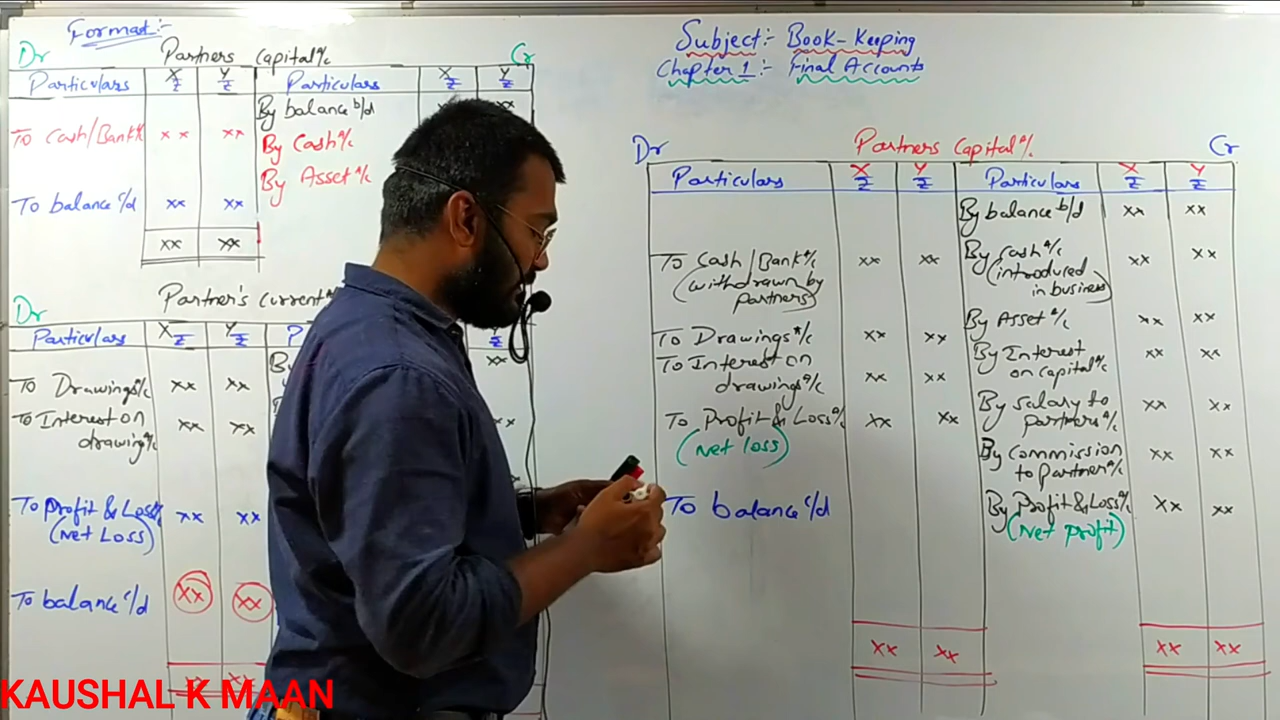 Format:-
Dr Partners Capital a/c Cr
Particulars X ₹ Y ₹ Particulars X ₹ Y ₹
By balance b/d xx
To Cash/Bank a/c xx xx By Cash a/c
By Asset a/c
To balance c/d xx xx
xx xx
Dr Partner's Current a/c
Particulars X ₹ Y ₹ ₹
By xx
To Drawings a/c xx xx
To Interest on
drawing a/c xx xx xx
To Profit & Loss a/c xx xx
(Net Loss)
To balance c/d xx xx
xx xx
KAUSHAL K MAAN
Subject:- Book-Keeping
Chapter 1:- Final Accounts
Dr Partners Capital a/c Cr
Particulars X ₹ Y ₹ Particulars X ₹ Y ₹
By balance b/d xx xx
To Cash/Bank a/c xx xx By Cash a/c xx xx
(withdrawn by (introduced
partners) in business)
By Asset a/c xx xx
To Drawings a/c xx xx
To Interest on By Interest xx xx
drawings a/c xx xx on capital a/c
To Profit & Loss a/c xx xx By Salary to xx xx
partners a/c
(Net loss) By Commission xx xx
to partner a/c
To balance c/d By Profit & Loss a/c xx xx
(Net profit)
xx xx xx xx